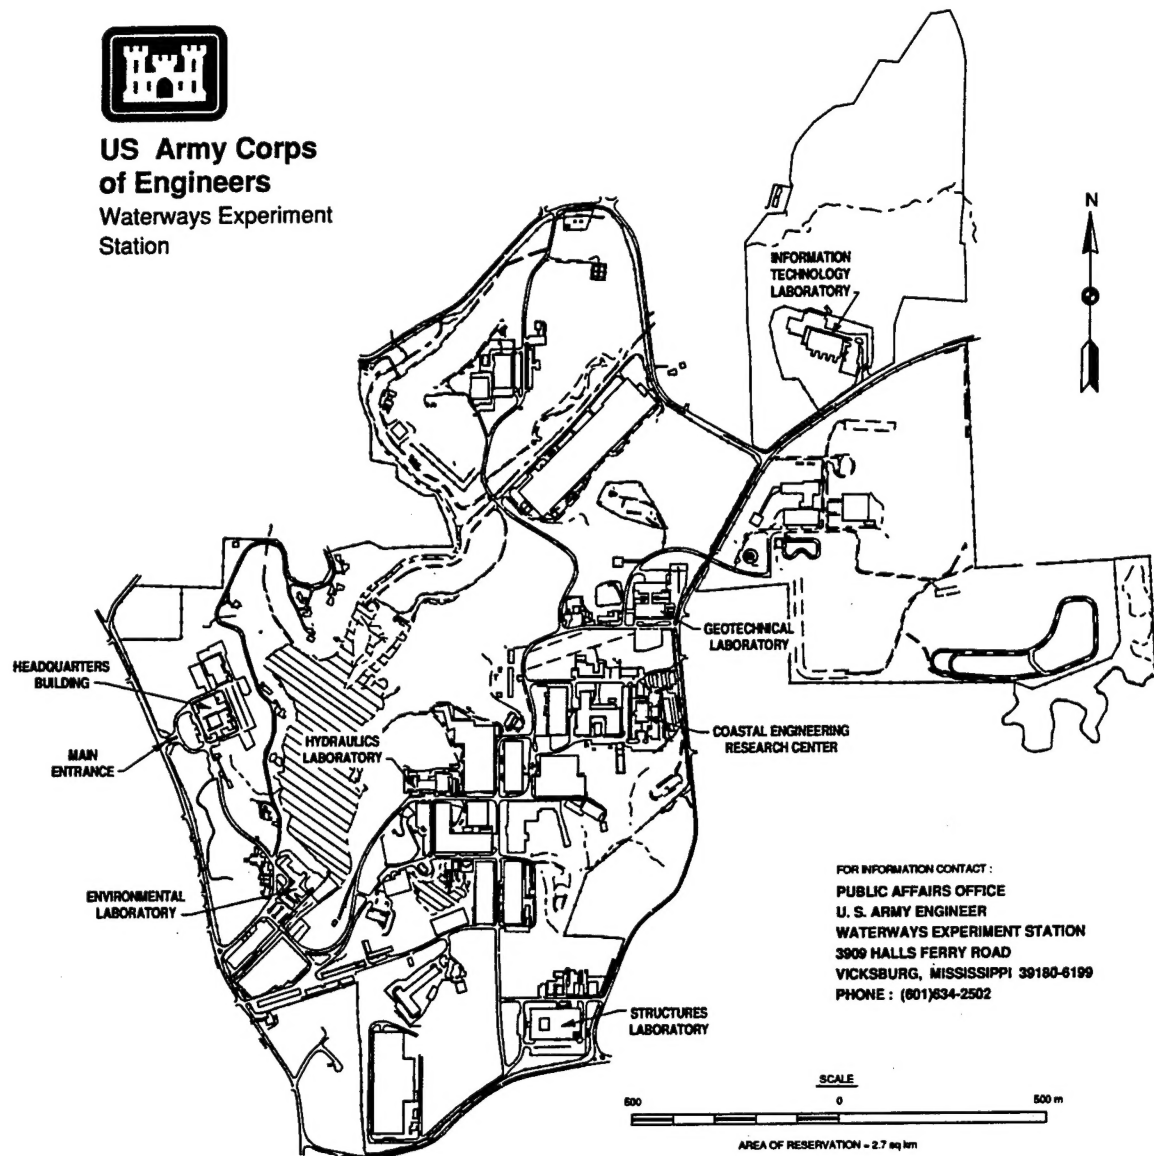 US Army Corps
of Engineers
Waterways Experiment
Station
N
INFORMATION
TECHNOLOGY
LABORATORY
GEOTECHNICAL
LABORATORY
HEADQUARTERS
BUILDING
MAIN
ENTRANCE
HYDRAULICS
LABORATORY
COASTAL ENGINEERING
RESEARCH CENTER
ENVIRONMENTAL
LABORATORY
STRUCTURES
LABORATORY
FOR INFORMATION CONTACT :
PUBLIC AFFAIRS OFFICE
U. S. ARMY ENGINEER
WATERWAYS EXPERIMENT STATION
3909 HALLS FERRY ROAD
VICKSBURG, MISSISSIPPI 39180-6199
PHONE : (601)634-2502
SCALE
500 0 500 m
AREA OF RESERVATION = 2.7 sq km